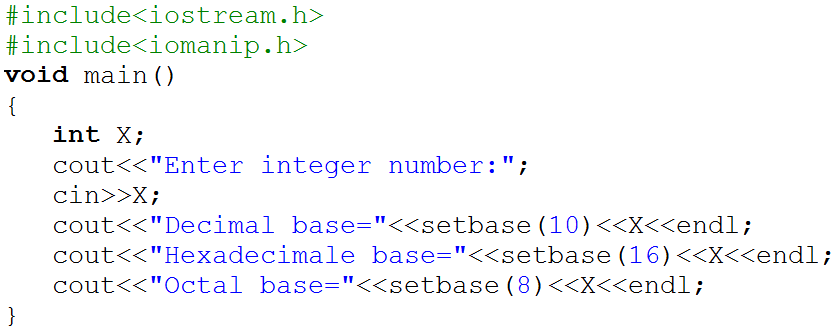 #include<iostream.h>
#include<iomanip.h>
void main()
{
int X;
cout<<"Enter integer number:";
cin>>X;
cout<<"Decimal base="<<setbase(10)<<X<<endl;
cout<<"Hexadecimale base="<<setbase(16)<<X<<endl;
cout<<"Octal base="<<setbase(8)<<X<<endl;
}